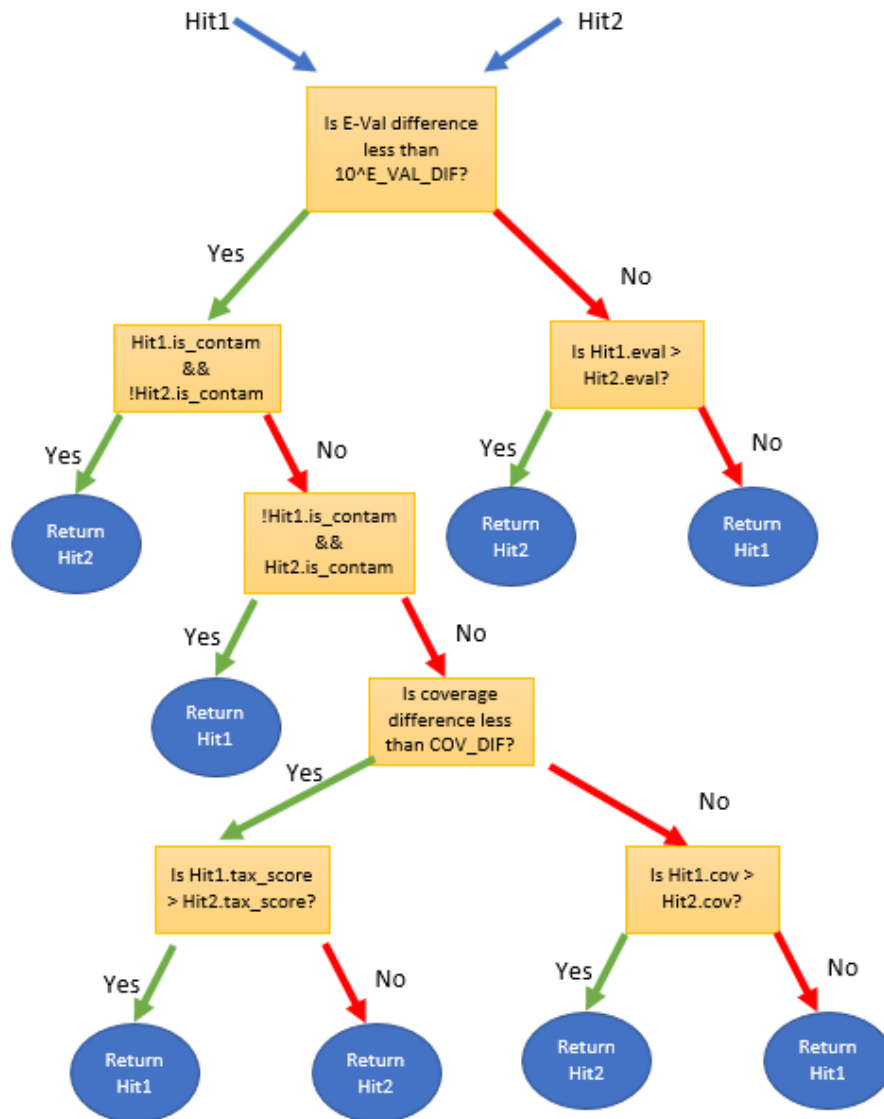 Hit1
Hit2
Is E-Val difference
less than
10^E_VAL_DIF?
Yes
No
Hit1.is_contam
&&
!Hit2.is_contam
Is Hit1.eval >
Hit2.eval?
Yes
No
Yes
No
Return
Hit2
!Hit1.is_contam
&&
Hit2.is_contam
Return
Hit2
Return
Hit1
Yes
No
Return
Hit1
Is coverage
difference less
than COV_DIF?
Yes
No
Is Hit1.tax_score
> Hit2.tax_score?
Is Hit1.cov >
Hit2.cov?
Yes
No
Yes
No
Return
Hit1
Return
Hit2
Return
Hit2
Return
Hit1